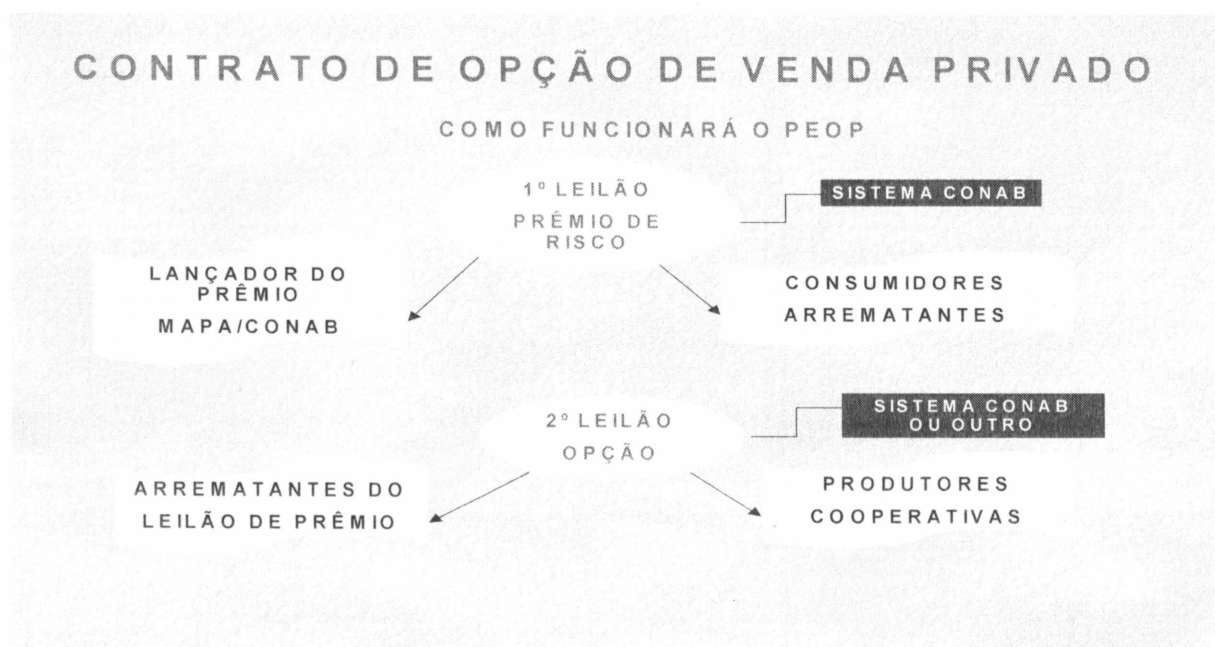 CONTRATO DE OPÇÃO DE VENDA PRIVADO
COMO FUNCIONARÁ O PEOP
1º LEILÃO
PRÊMIO DE
RISCO
SISTEMA CONAB
LANÇADOR DO
PRÊMIO
MAPA/CONAB
CONSUMIDORES
ARREMATANTES
2º LEILÃO
OPÇÃO
SISTEMA CONAB
OU OUTRO
ARREMATANTES DO
LEILÃO DE PRÊMIO
PRODUTORES
COOPERATIVAS